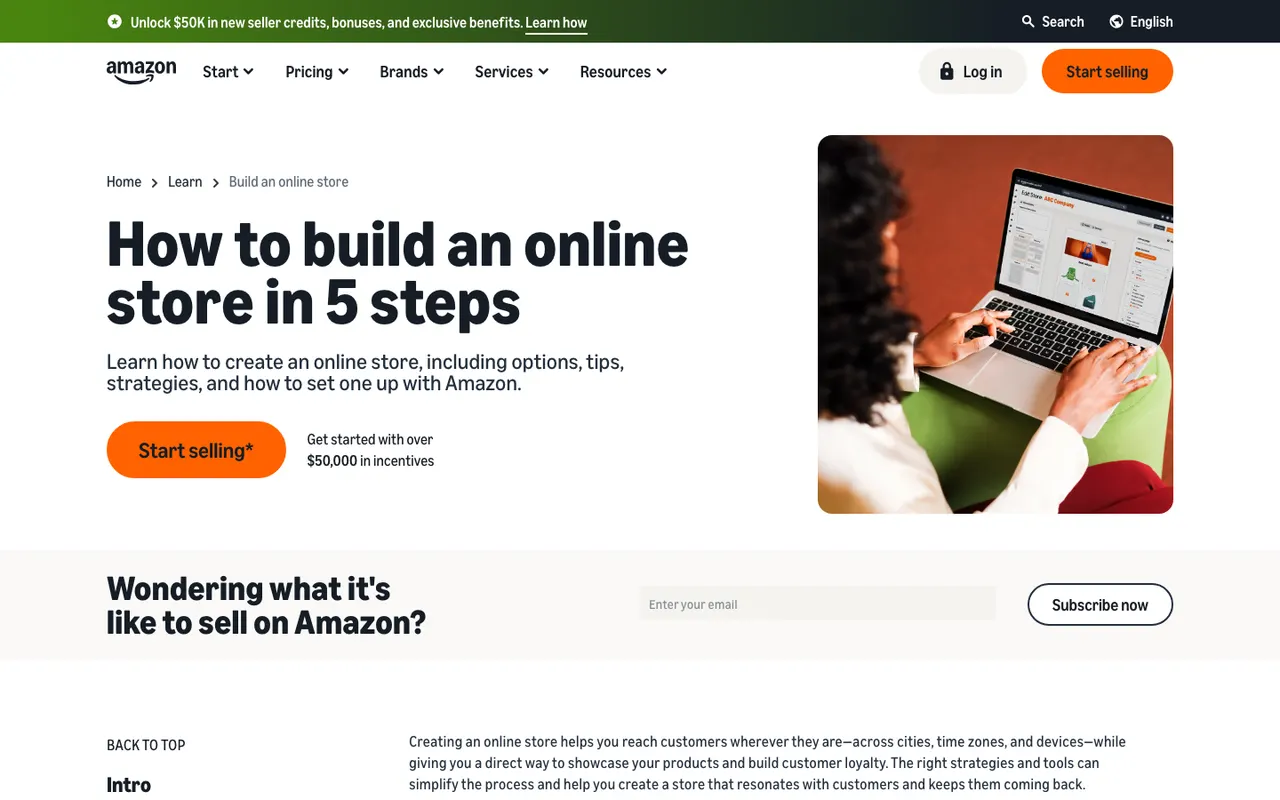 Unlock $50K in new seller credits, bonuses, and exclusive benefits. Learn how
Search
English
amazon
Start
Pricing
Brands
Services
Resources
Log in
Start selling
Home
Learn
Build an online store
How to build an online
store in 5 steps
Learn how to create an online store, including options, tips,
strategies, and how to set one up with Amazon.
Start selling*
Get started with over
$50,000 in incentives
Edit Store: ABC Company
Wondering what it's
like to sell on Amazon?
Enter your email
Subscribe now
BACK TO TOP
Intro
Creating an online store helps you reach customers wherever they are—across cities, time zones, and devices—while
giving you a direct way to showcase your products and build customer loyalty. The right strategies and tools can
simplify the process and help you create a store that resonates with customers and keeps them coming back.